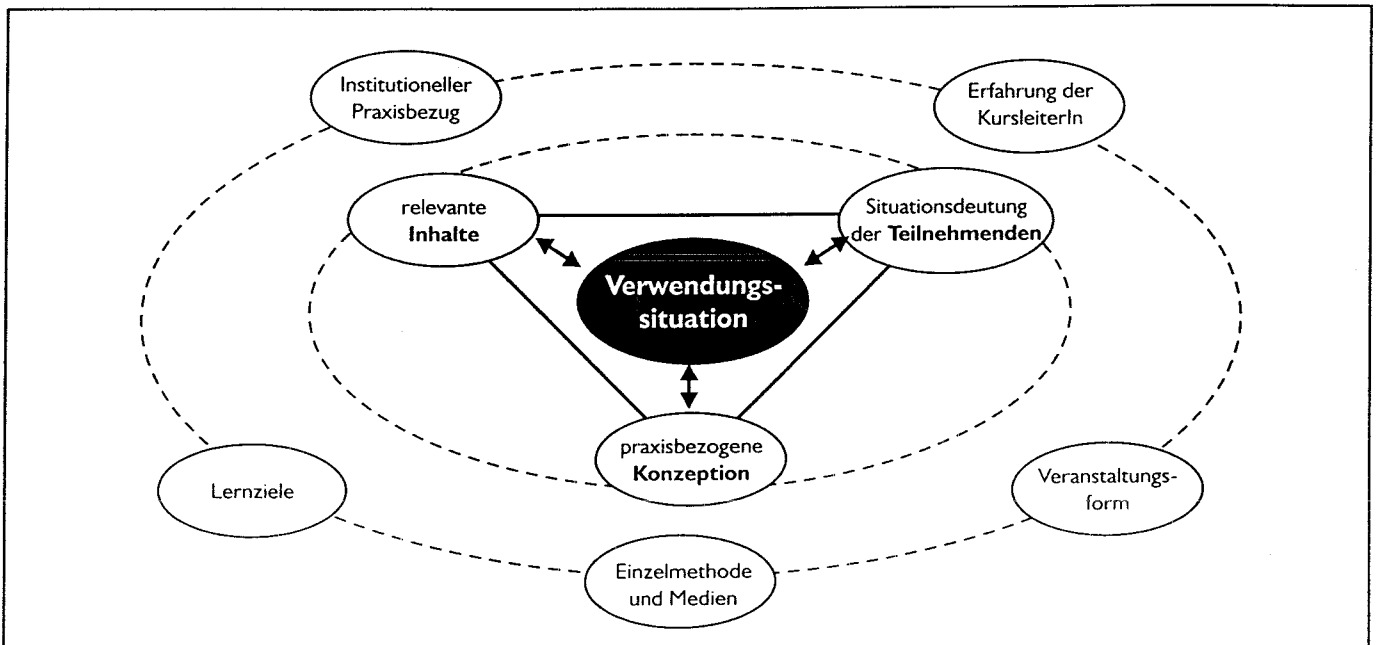 Institutioneller
Praxisbezug
Erfahrung der
KursleiterIn
relevante
Inhalte
Situationsdeutung
der Teilnehmenden
Verwendungs-
situation
praxisbezogene
Konzeption
Lernziele
Veranstaltungs-
form
Einzelmethode
und Medien